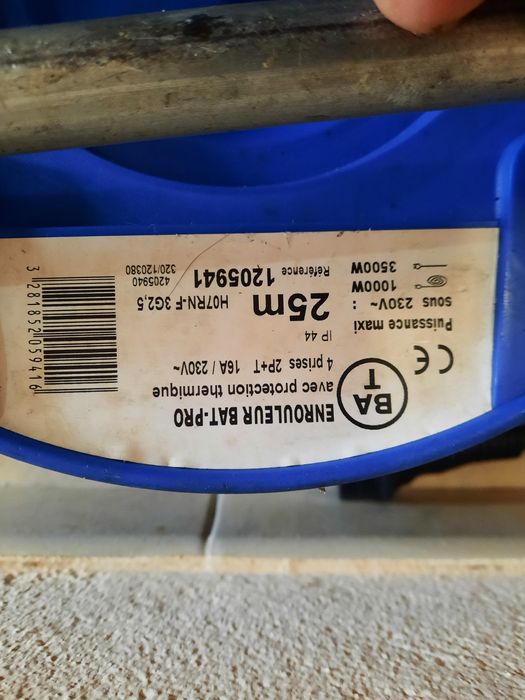 ENROULEUR BAT-PRO
avec protection thermique
4 prises 2P+T 16A / 230V~
IP 44
25m
H07RN-F 3G2,5
Référence
1205941
4205940
320/120380
BA
T
CE
Puissance maxi
sous 230V~ :
1000W
3500W
3 281852 059416